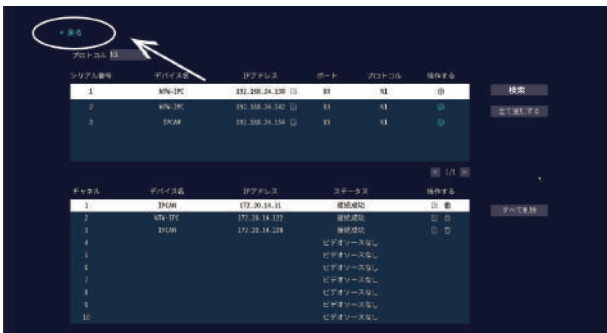 < 戻る
プロトコル N1
シリアル番号 デバイス名 IPアドレス ポート プロトコル 操作する
1 NTW-IPC 192.168.24.138 80 N1
2 NTW-IPC 192.168.24.142 80 N1
3 IPCAM 192.168.24.154 80 N1
検索
全て追加する
1/1
チャネル デバイス名 IPアドレス ステータス 操作する
1 IPCAM 172.20.14.31 接続成功
2 NTW-IPC 172.20.14.122 接続成功
3 IPCAM 接続成功
4 ビデオソースなし
5 ビデオソースなし
6 ビデオソースなし
7 ビデオソースなし
8 ビデオソースなし
9 ビデオソースなし
10 ビデオソースなし
すべて削除